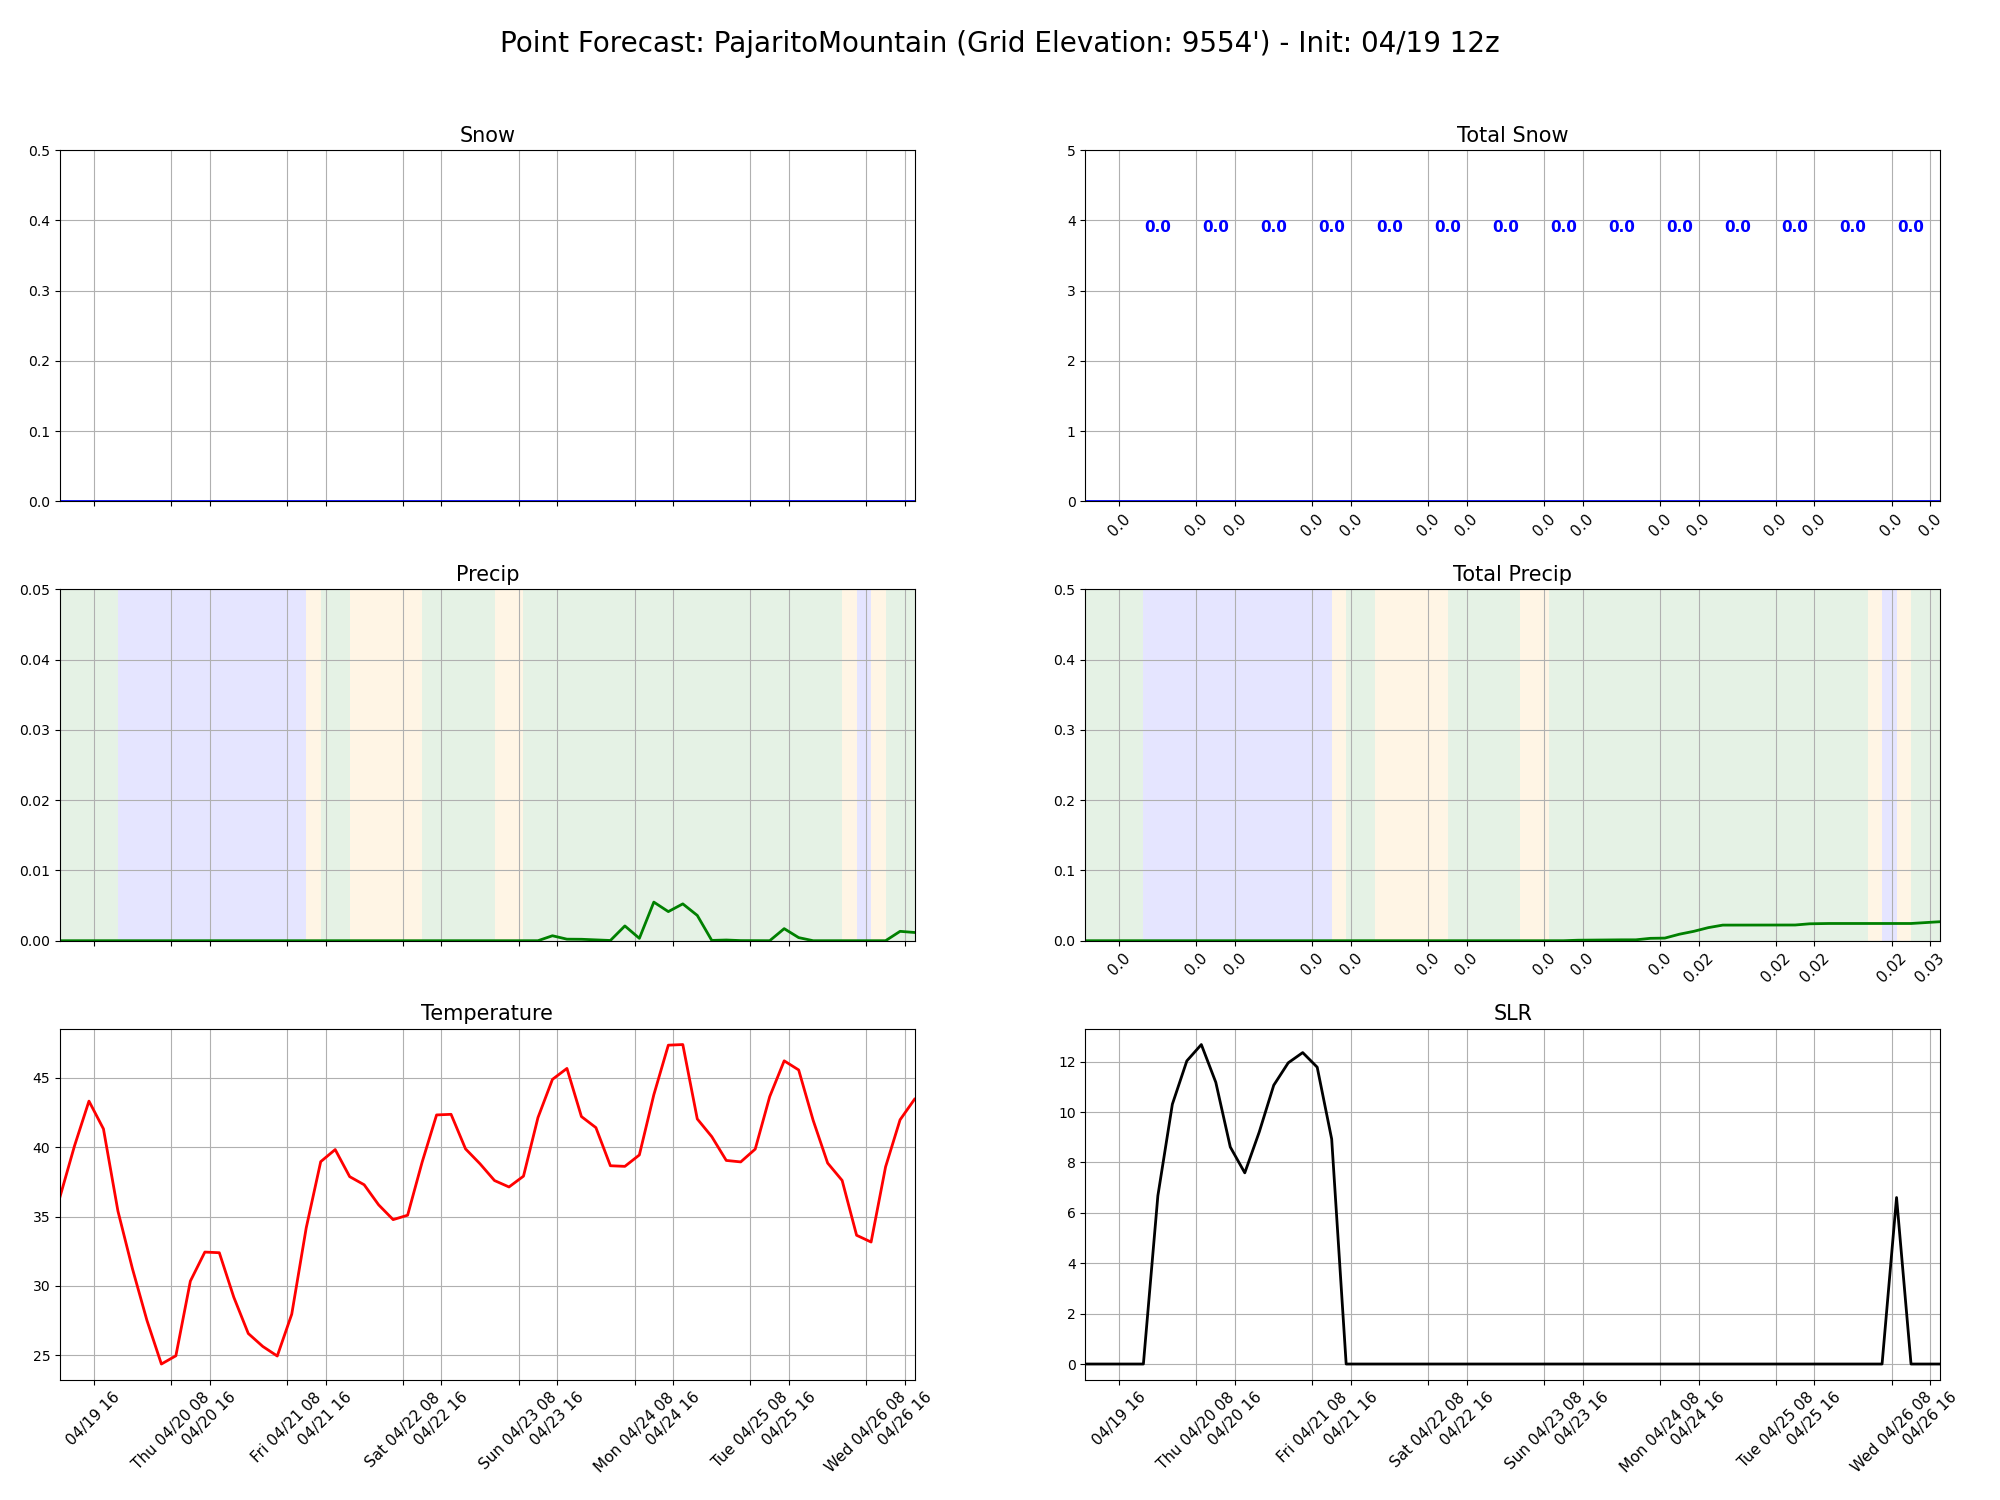 Point Forecast: PajaritoMountain (Grid Elevation: 9554') - Init: 04/19 12z
Snow
0.5
0.4
0.3
0.2
0.1
0.0
Total Snow
5
4
3
2
1
0
0.0 0.0 0.0 0.0 0.0 0.0 0.0 0.0 0.0 0.0 0.0 0.0 0.0 0.0
0.0 0.0 0.0 0.0 0.0 0.0 0.0 0.0 0.0 0.0 0.0 0.0 0.0 0.0 0.0
Precip
0.05
0.04
0.03
0.02
0.01
0.00
Total Precip
0.5
0.4
0.3
0.2
0.1
0.0
0.0 0.0 0.0 0.0 0.0 0.0 0.0 0.0 0.0 0.0 0.02 0.02 0.02 0.02 0.03
Temperature
45
40
35
30
25
04/19 16
Thu 04/20 08
04/20 16
Fri 04/21 08
04/21 16
Sat 04/22 08
04/22 16
Sun 04/23 08
04/23 16
Mon 04/24 08
04/24 16
Tue 04/25 08
04/25 16
Wed 04/26 08
04/26 16
SLR
12
10
8
6
4
2
0
04/19 16
Thu 04/20 08
04/20 16
Fri 04/21 08
04/21 16
Sat 04/22 08
04/22 16
Sun 04/23 08
04/23 16
Mon 04/24 08
04/24 16
Tue 04/25 08
04/25 16
Wed 04/26 08
04/26 16